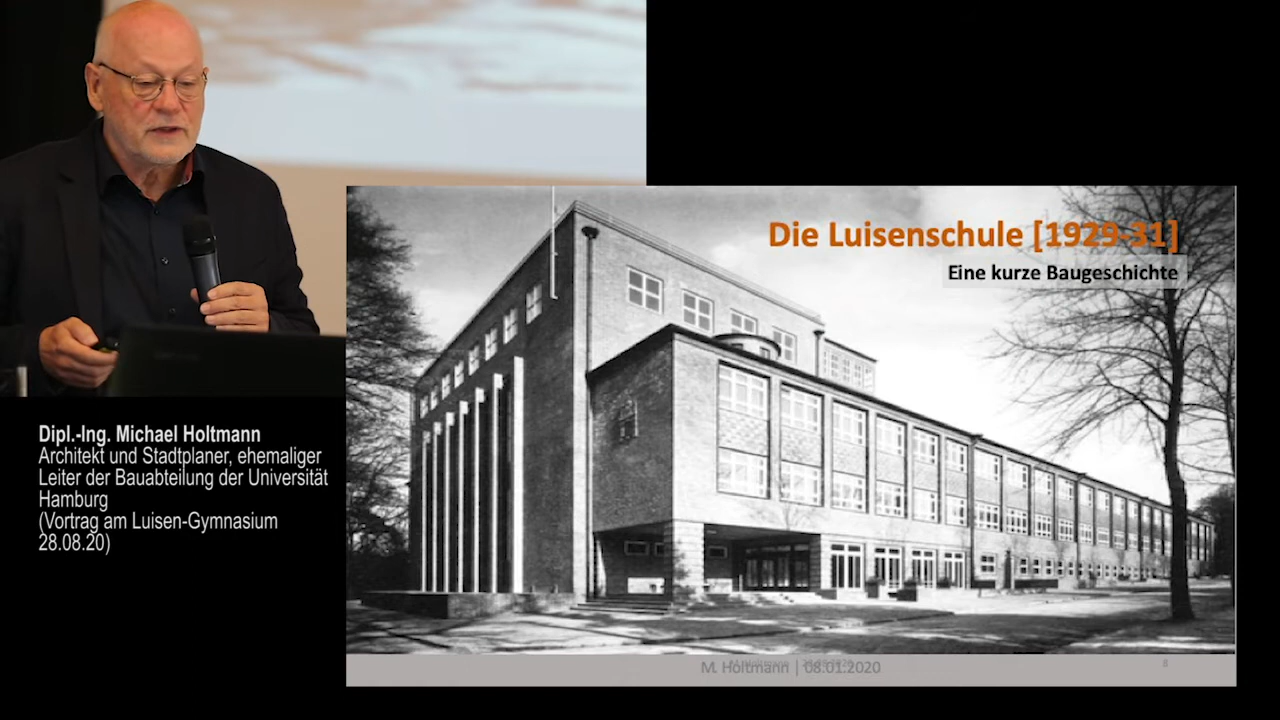 Die Luisenschule [1929-31]
Eine kurze Baugeschichte
Dipl.-Ing. Michael Holtmann
Architekt und Stadtplaner, ehemaliger
Leiter der Bauabteilung der Universität
Hamburg
(Vortrag am Luisen-Gymnasium
28.08.20)
M. Holtmann | 08.01.2020
8